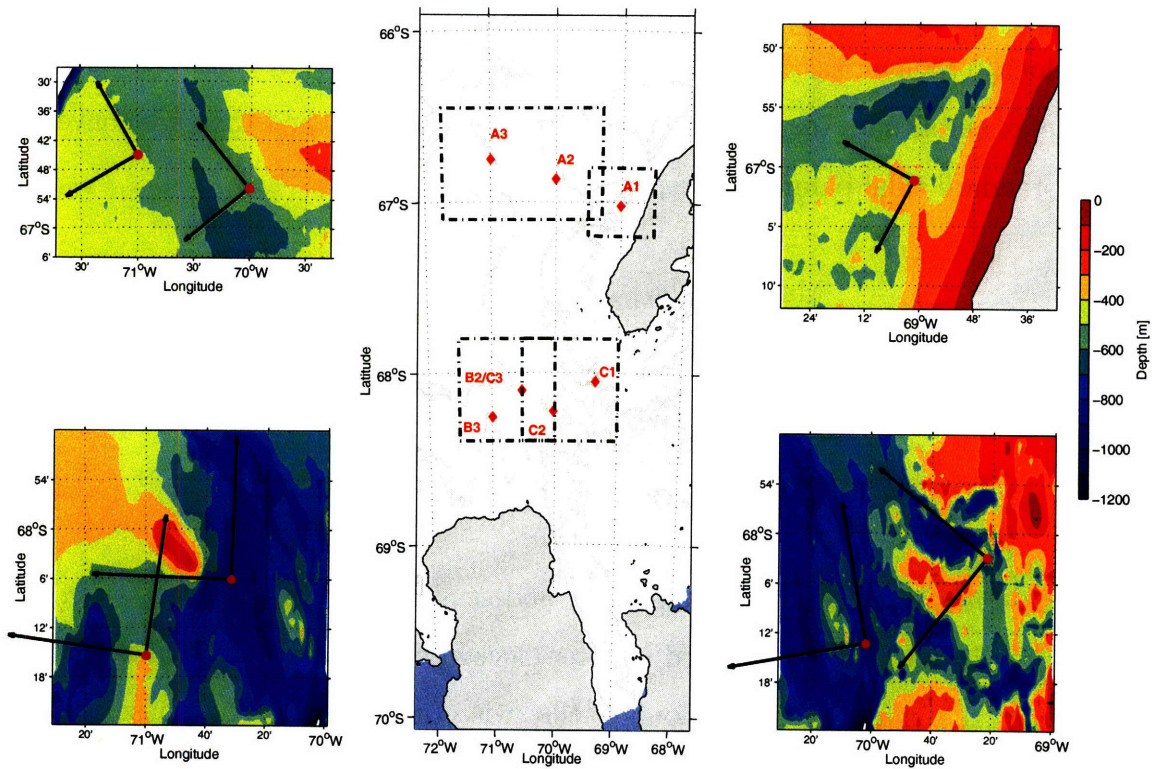 30'
36'
42'
48'
54'
67°S
6'
Latitude
30' 71°W 30' 70°W 30'
Longitude
66°S
67°S
68°S
69°S
70°S
Latitude
A3
A2
A1
B2/C3
C1
B3
C2
72°W 71°W 70°W 69°W 68°W
Longitude
50'
55'
67°S
5'
10'
Latitude
24' 12' 69°W 48' 36'
Longitude
0
-200
-400
-600
-800
-1000
-1200
Depth [m]
54'
68°S
6'
12'
18'
Latitude
20' 71°W 40' 20' 70°W
Longitude
54'
68°S
6'
12'
18'
Latitude
20' 70°W 40' 20' 69°W
Longitude